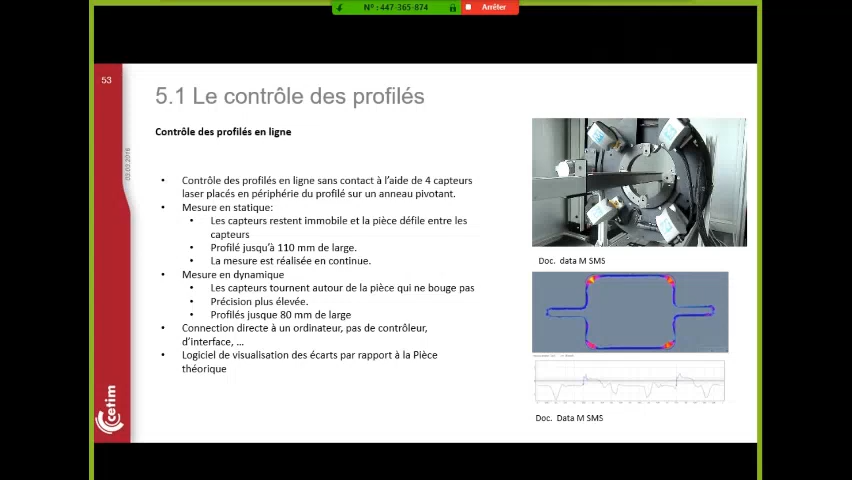 N° : 447-365-874
Arrêter
53
5.1 Le contrôle des profilés
Contrôle des profilés en ligne
• Contrôle des profilés en ligne sans contact à l'aide de 4 capteurs
laser placés en périphérie du profilé sur un anneau pivotant.
• Mesure en statique:
• Les capteurs restent immobile et la pièce défile entre les
capteurs
• Profilé jusqu'à 110 mm de large.
• La mesure est réalisée en continue.
• Mesure en dynamique
• Les capteurs tournent autour de la pièce qui ne bouge pas
• Précision plus élevée.
• Profilés jusque 80 mm de large
• Connection directe à un ordinateur, pas de contrôleur,
d'interface, …
• Logiciel de visualisation des écarts par rapport à la Pièce
théorique
Doc. data M SMS
Doc. Data M SMS
cetim